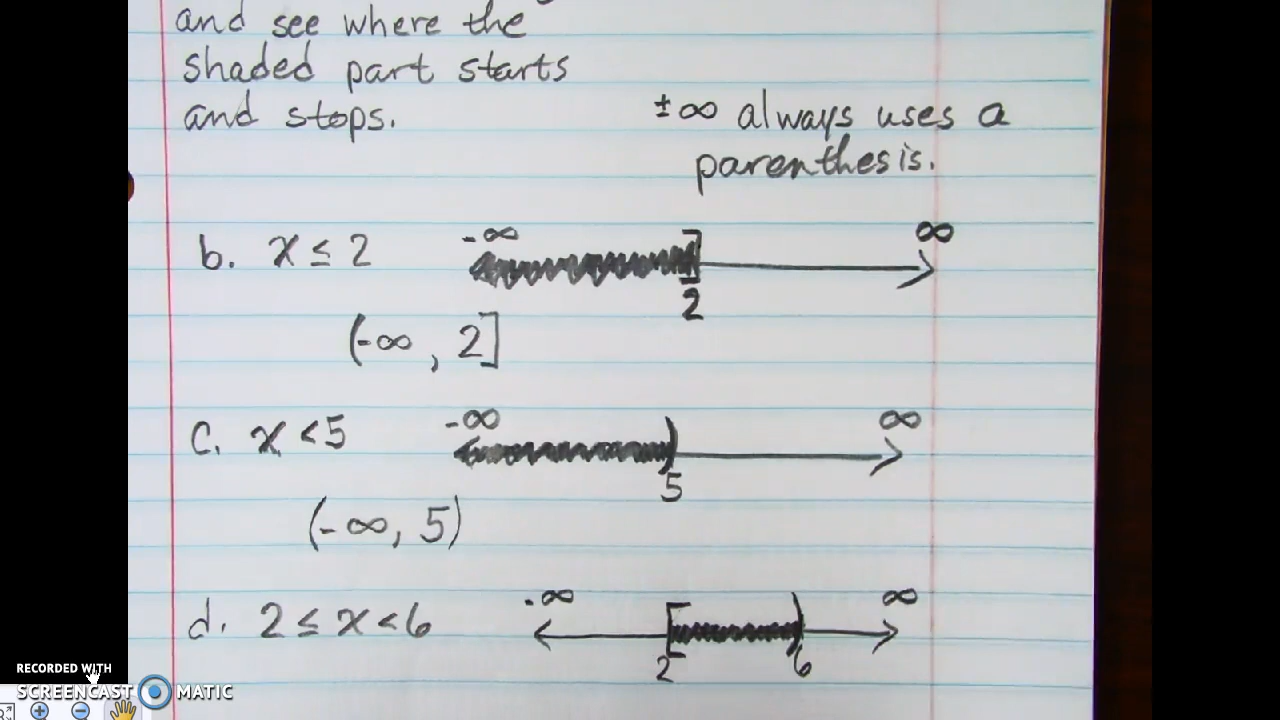 and see where the
shaded part starts
and stops.
±∞ always uses a
parenthesis.
b. x ≤ 2
-∞
∞
2
(-∞, 2]
c. x < 5
-∞
∞
5
(-∞, 5)
d. 2 ≤ x < 6
-∞
∞
2
6
RECORDED WITH
SCREENCAST MATIC